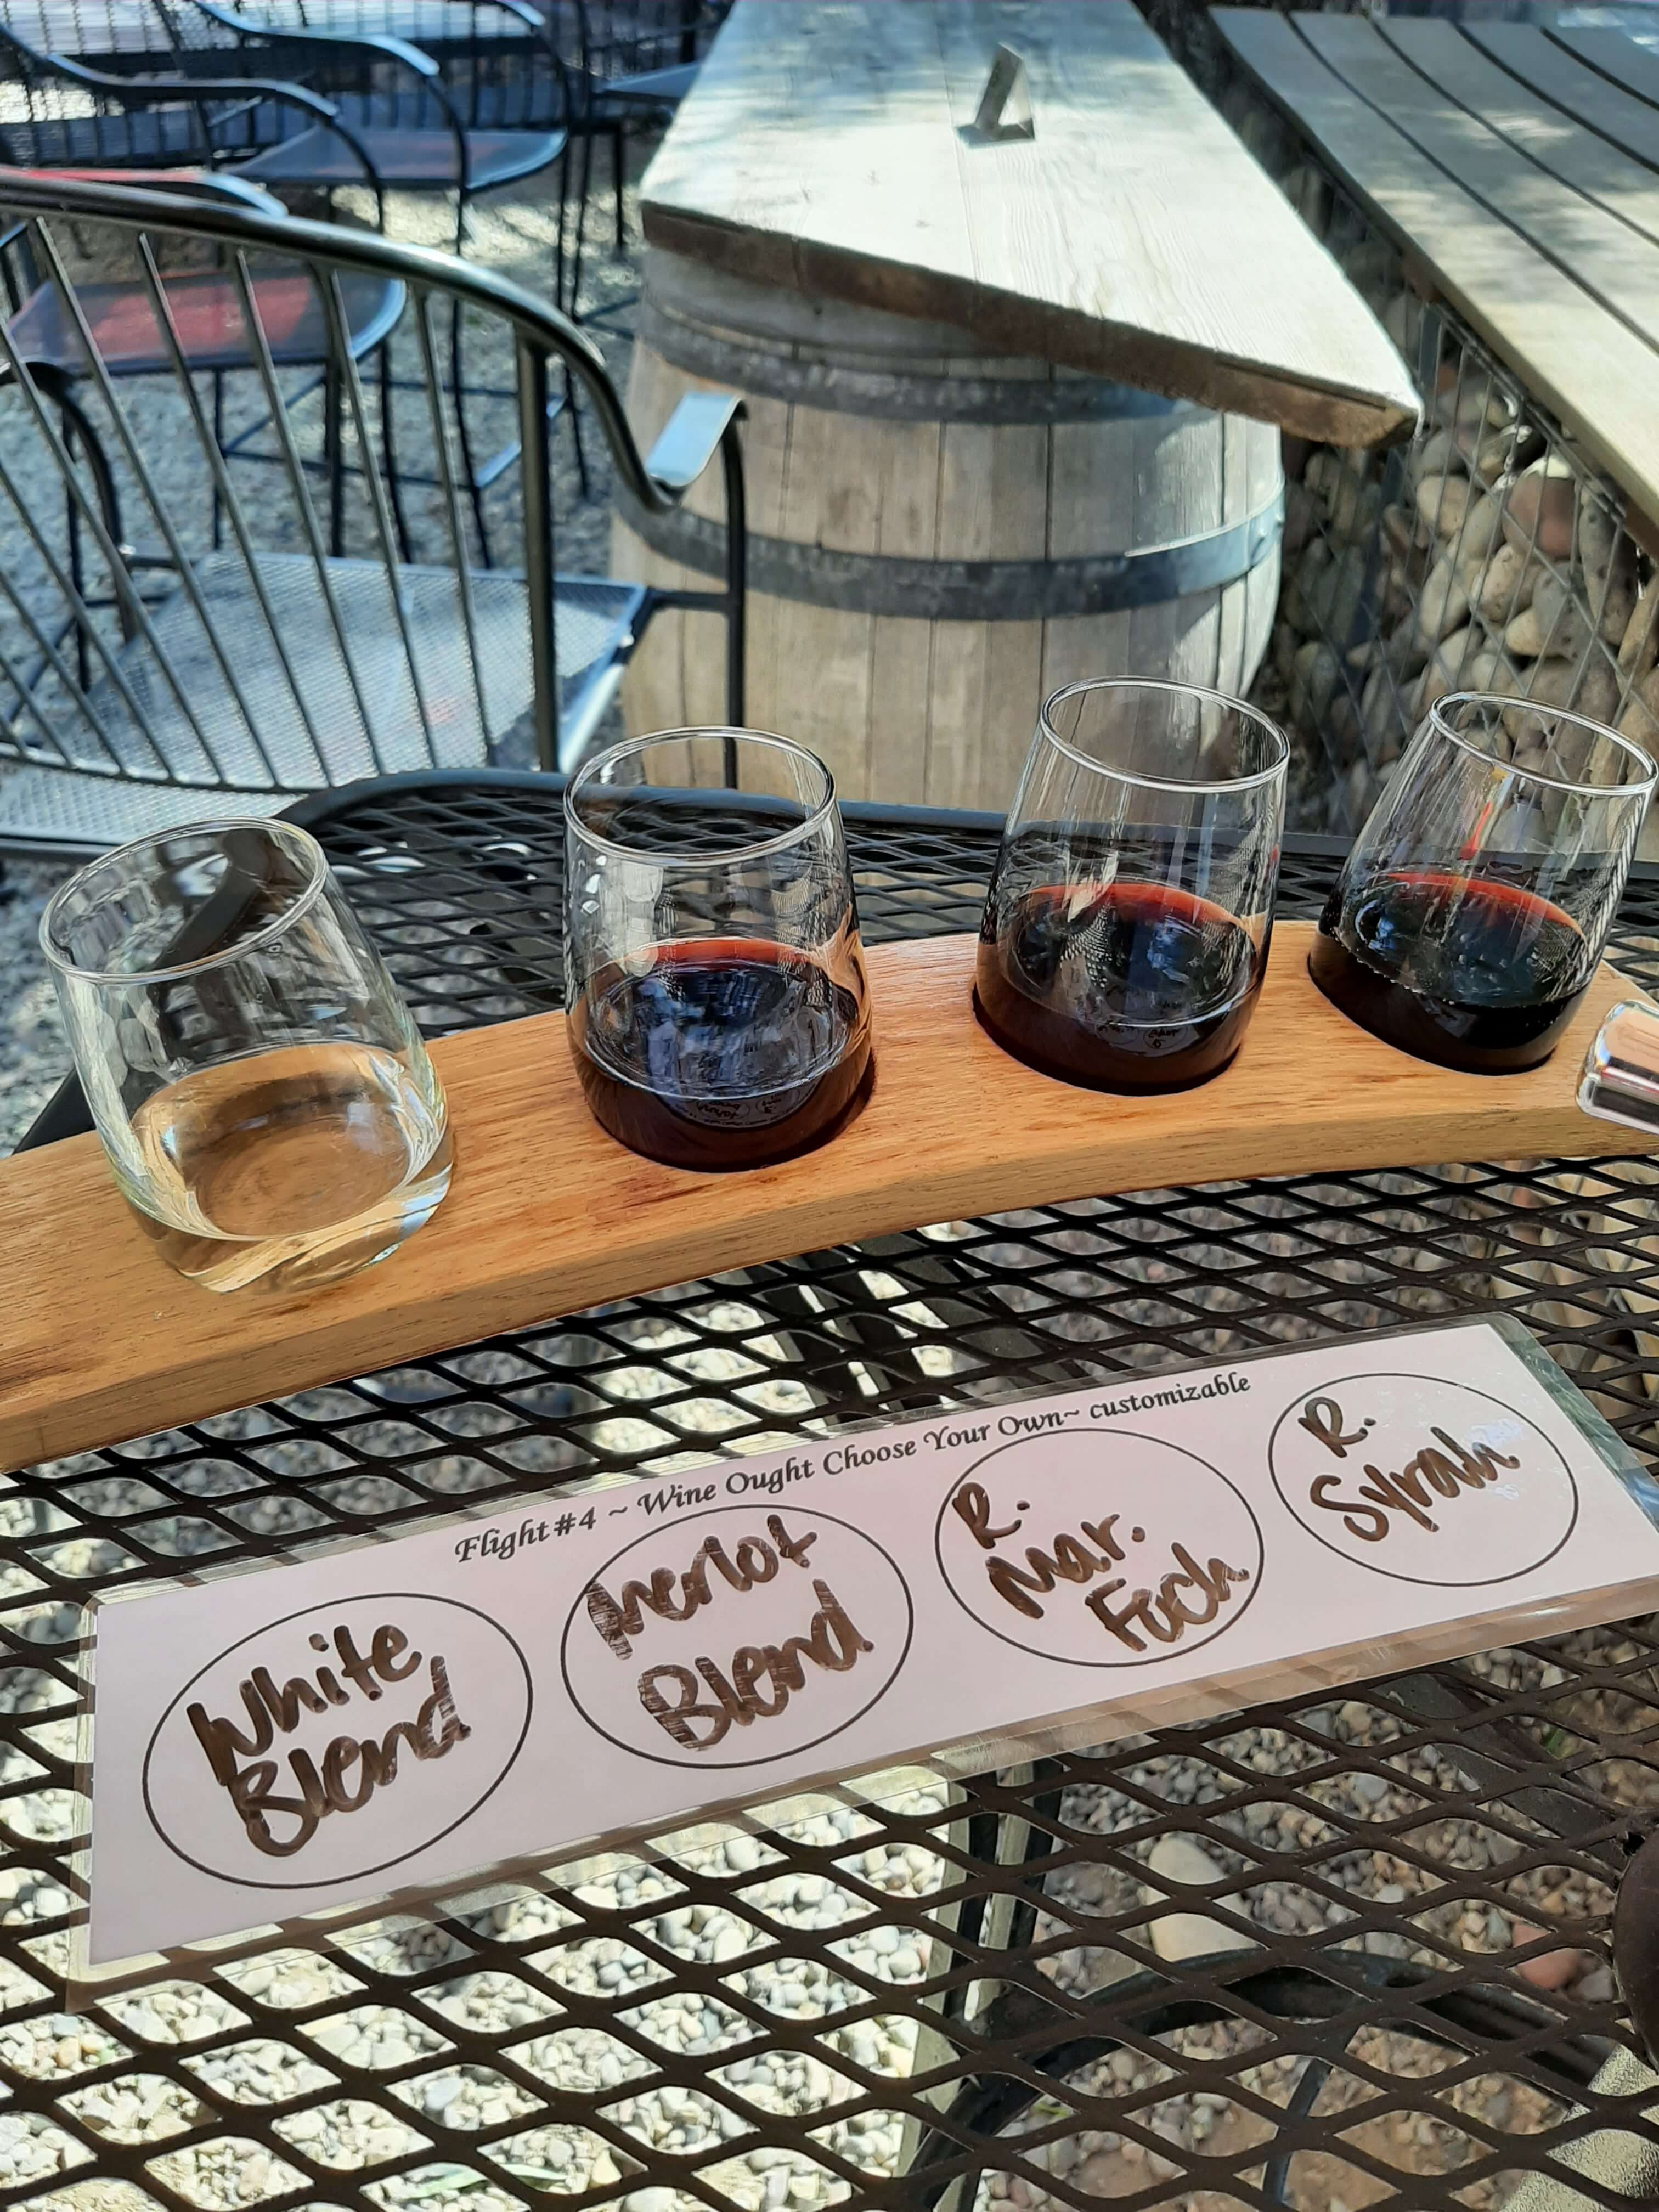 Flight#4 ~ Wine Ought Choose Your Own~ customizable
White
Blend
Merlot
Blend
R.
Mar.
Foch
R.
Syrah